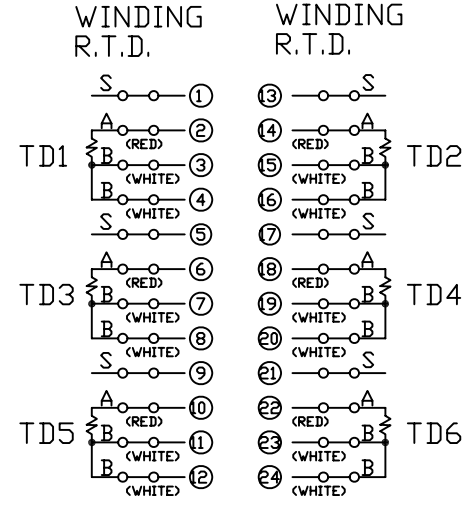 WINDING WINDING
R.T.D. R.T.D.
S 1 13 S
A 2 14 A
(RED) (RED)
TD1 B 3 15 B TD2
(WHITE) (WHITE)
B 4 16 B
(WHITE) (WHITE)
S 5 17 S
A 6 18 A
(RED) (RED)
TD3 B 7 19 B TD4
(WHITE) (WHITE)
B 8 20 B
(WHITE) (WHITE)
S 9 21 S
A 10 22 A
(RED) (RED)
TD5 B 11 23 B TD6
(WHITE) (WHITE)
B 12 24 B
(WHITE) (WHITE)